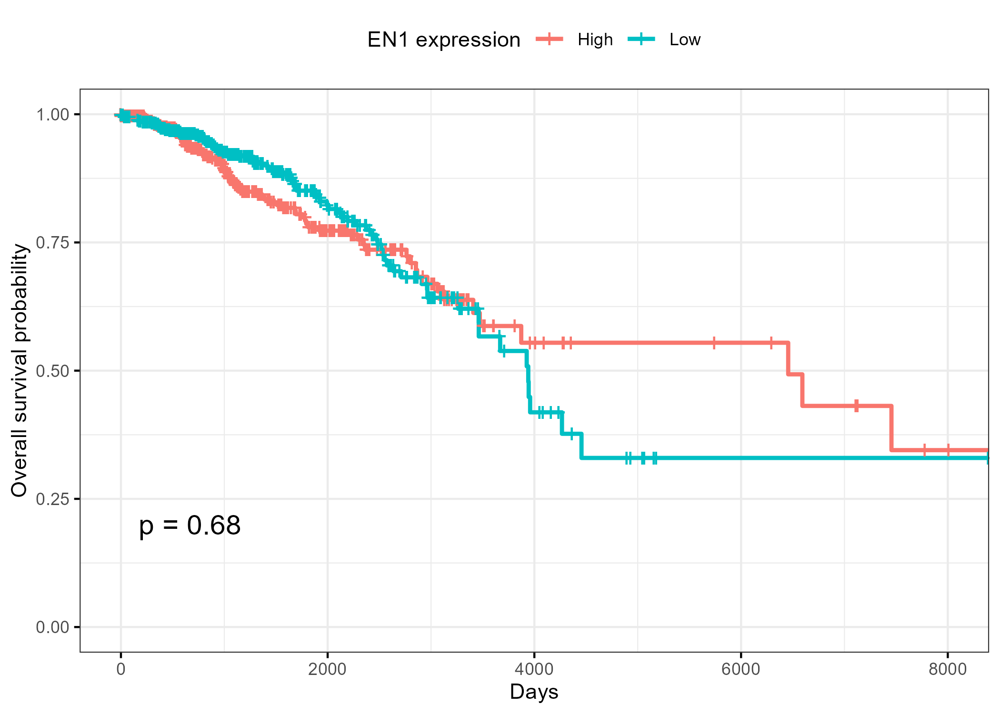 EN1 expression High Low
Overall survival probability
1.00
0.75
0.50
0.25
0.00
p = 0.68
0 2000 4000 6000 8000
Days